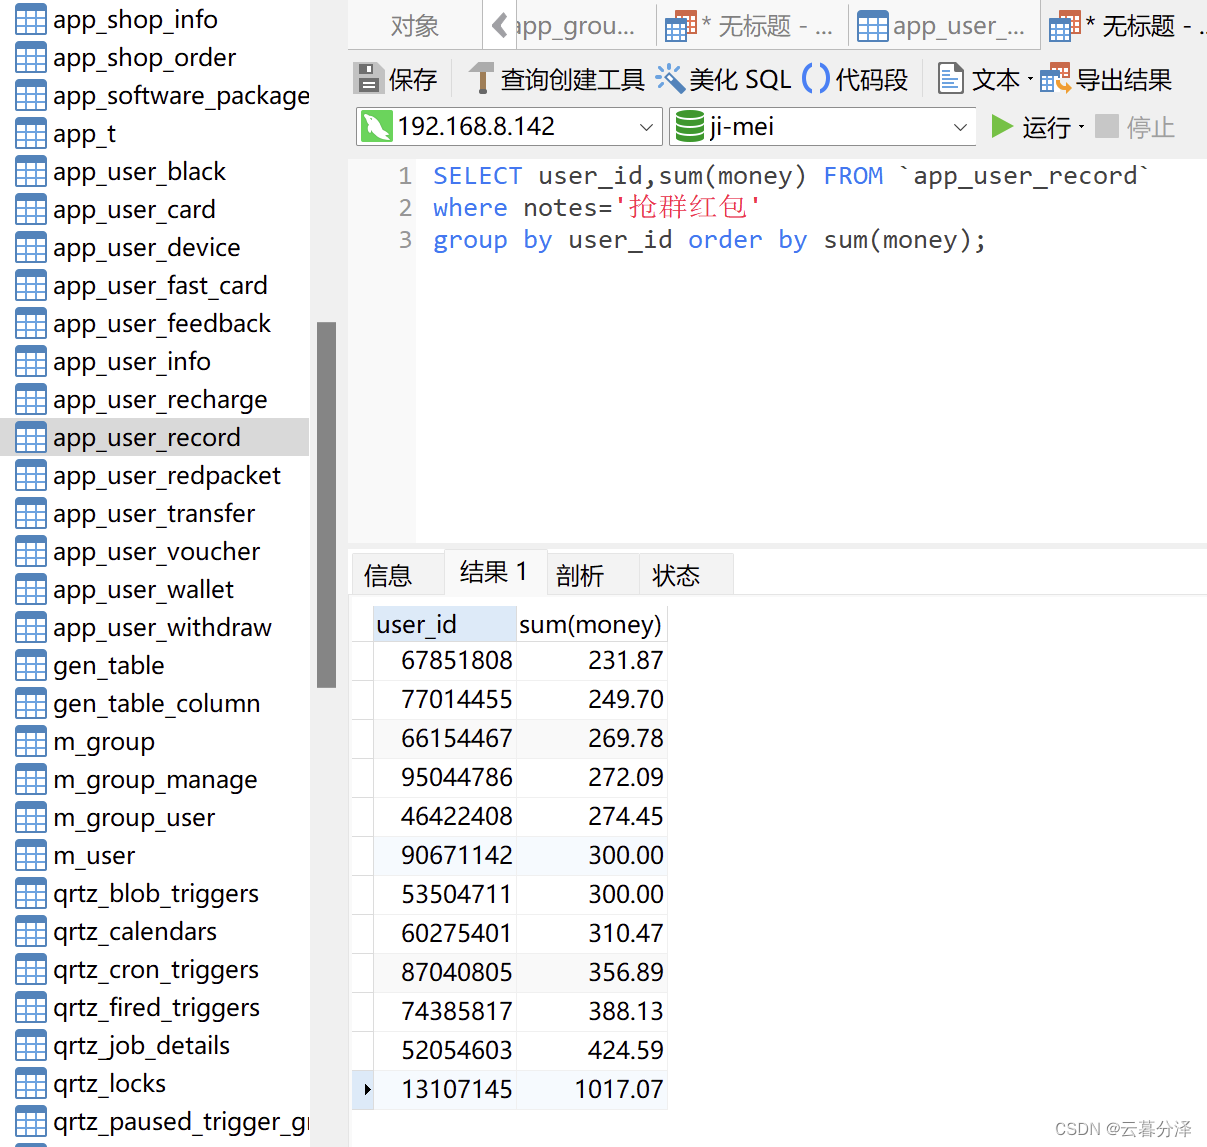 app_shop_info
app_shop_order
app_software_package
app_t
app_user_black
app_user_card
app_user_device
app_user_fast_card
app_user_feedback
app_user_info
app_user_recharge
app_user_record
app_user_redpacket
app_user_transfer
app_user_voucher
app_user_wallet
app_user_withdraw
gen_table
gen_table_column
m_group
m_group_manage
m_group_user
m_user
qrtz_blob_triggers
qrtz_calendars
qrtz_cron_triggers
qrtz_fired_triggers
qrtz_job_details
qrtz_locks
qrtz_paused_trigger_gr
对象 app_grou... * 无标题 - ... app_user_... * 无标题 - ..
保存 查询创建工具 美化 SQL () 代码段 文本 · 导出结果
192.168.8.142 ji-mei 运行 · 停止
1 SELECT user_id,sum(money) FROM `app_user_record`
2 where notes='抢群红包'
3 group by user_id order by sum(money);
信息 结果 1 剖析 状态
user_id sum(money)
67851808 231.87
77014455 249.70
66154467 269.78
95044786 272.09
46422408 274.45
90671142 300.00
53504711 300.00
60275401 310.47
87040805 356.89
74385817 388.13
52054603 424.59
13107145 1017.07
CSDN @云暮分泽